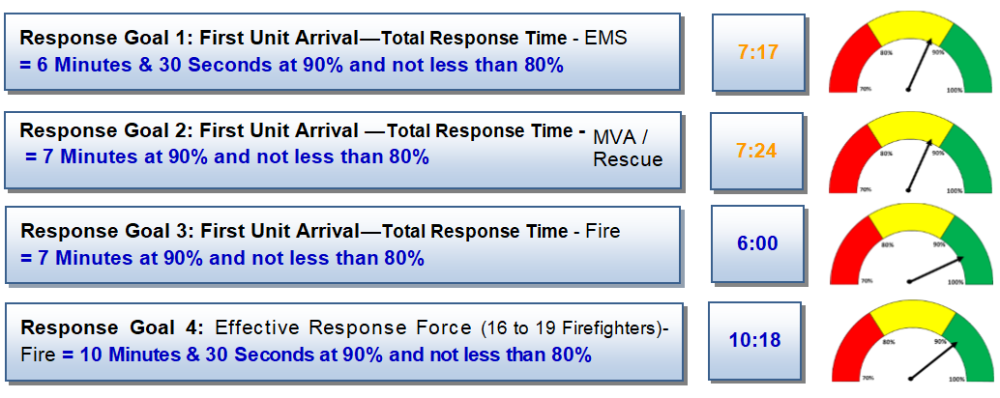 Response Goal 1: First Unit Arrival—Total Response Time - EMS
= 6 Minutes & 30 Seconds at 90% and not less than 80%
7:17
80%
90%
70%
100%
Response Goal 2: First Unit Arrival —Total Response Time - MVA /
Rescue
= 7 Minutes at 90% and not less than 80%
7:24
80%
90%
70%
100%
Response Goal 3: First Unit Arrival—Total Response Time - Fire
= 7 Minutes at 90% and not less than 80%
6:00
80%
90%
70%
100%
Response Goal 4: Effective Response Force (16 to 19 Firefighters)-
Fire = 10 Minutes & 30 Seconds at 90% and not less than 80%
10:18
80%
90%
70%
100%